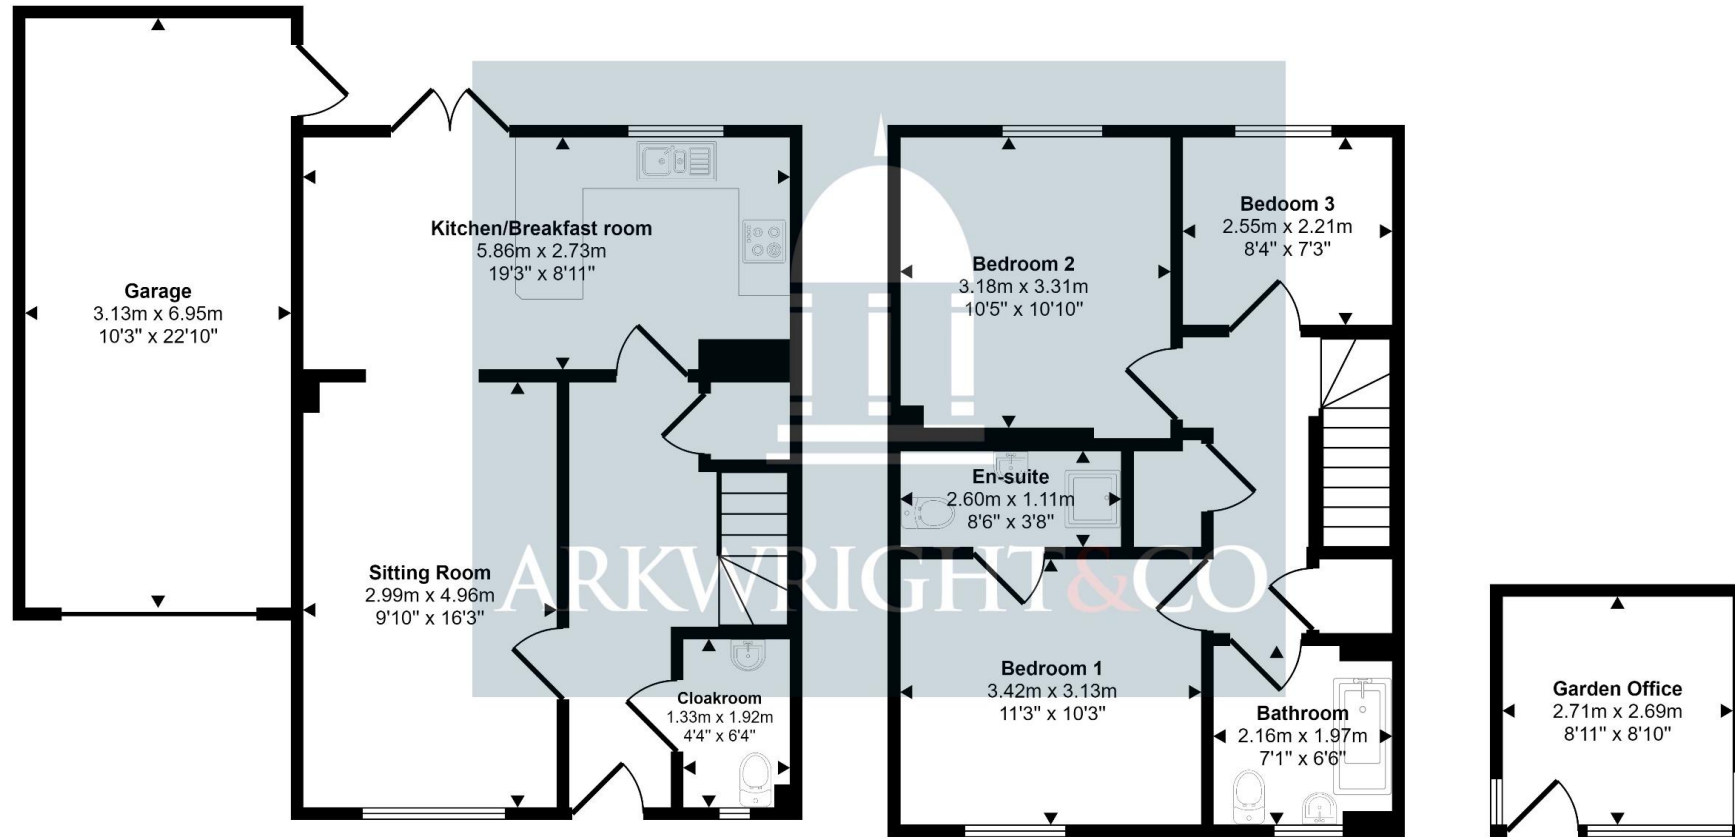 Garage
3.13m x 6.95m
10'3" x 22'10"
Kitchen/Breakfast room
5.86m x 2.73m
19'3" x 8'11"
Sitting Room
2.99m x 4.96m
9'10" x 16'3"
Cloakroom
1.33m x 1.92m
4'4" x 6'4"
Bedroom 2
3.18m x 3.31m
10'5" x 10'10"
Bedoom 3
2.55m x 2.21m
8'4" x 7'3"
En-suite
2.60m x 1.11m
8'6" x 3'8"
ARKWRIGHT&CO
Bedroom 1
3.42m x 3.13m
11'3" x 10'3"
Bathroom
2.16m x 1.97m
7'1" x 6'6"
Garden Office
2.71m x 2.69m
8'11" x 8'10"